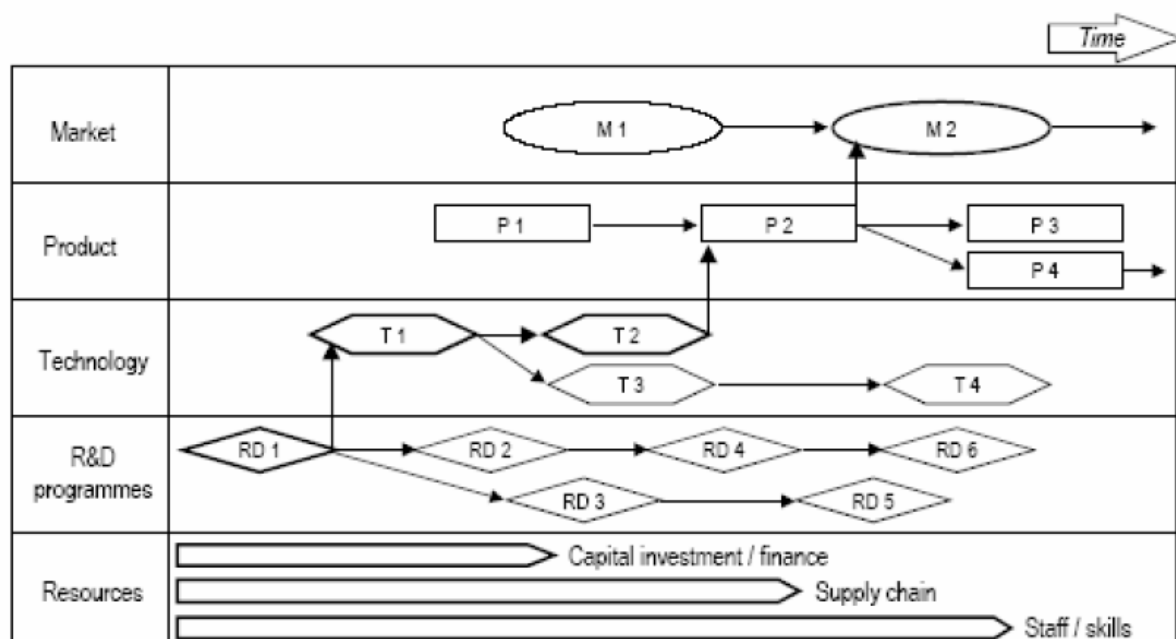 Time
Market
M 1
M 2
Product
P 1
P 2
P 3
P 4
Technology
T 1
T 2
T 3
T 4
R&D
programmes
RD 1
RD 2
RD 4
RD 6
RD 3
RD 5
Resources
Capital investment / finance
Supply chain
Staff / skills